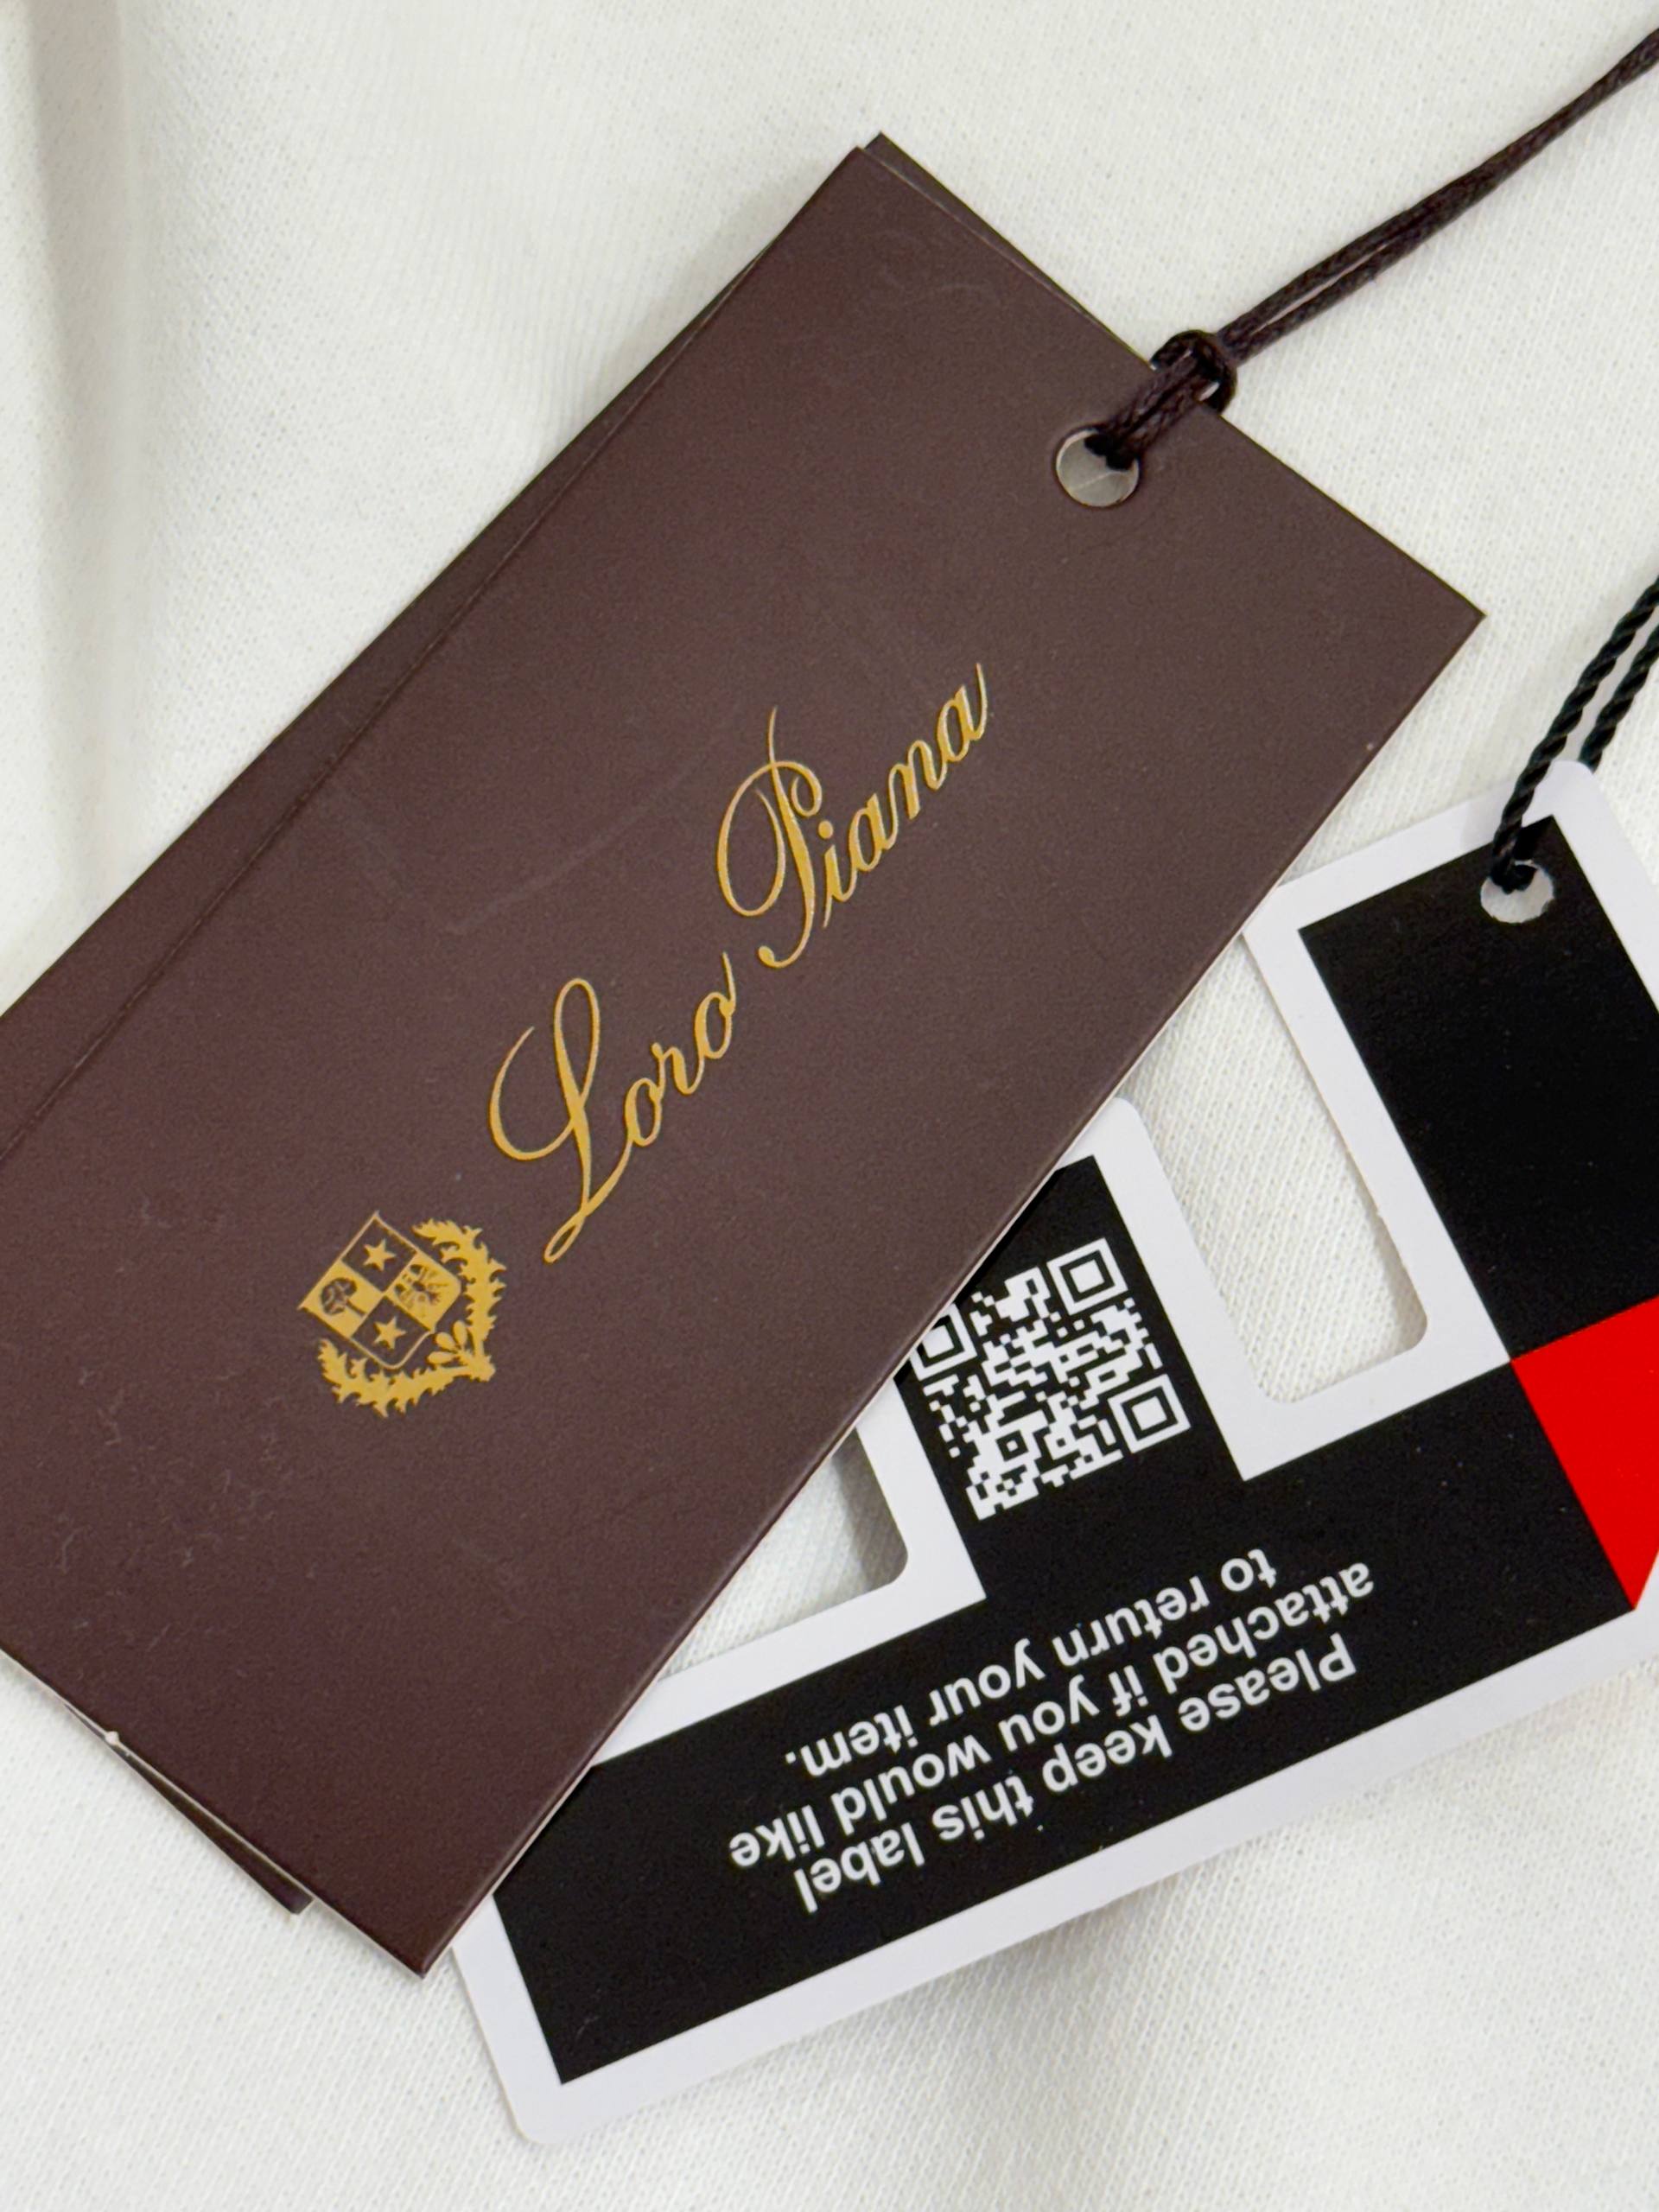 Loro Piana
Please keep this label
attached if you would like
to return your item.